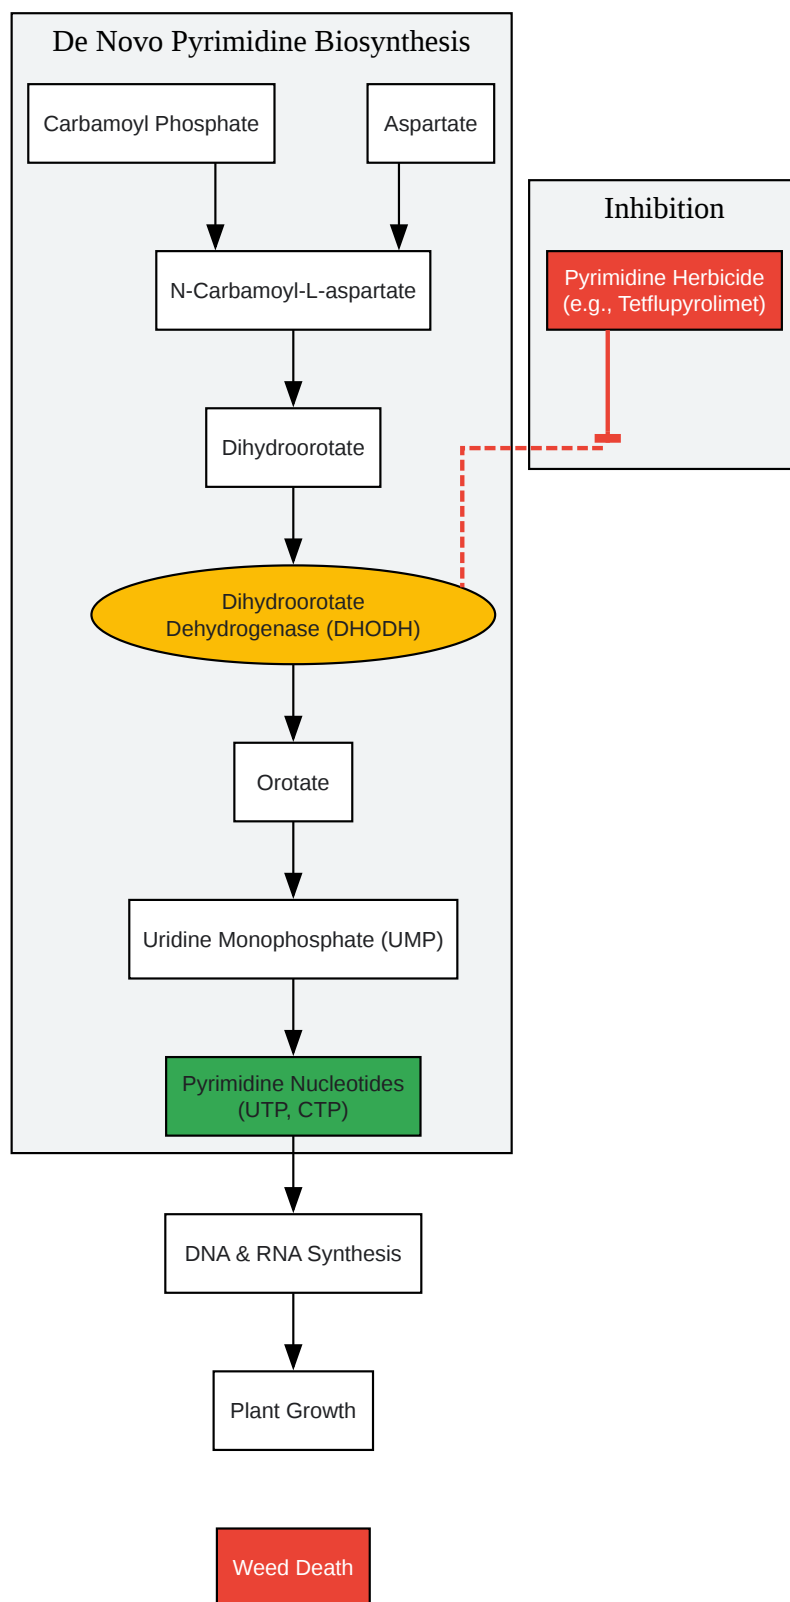 De Novo Pyrimidine Biosynthesis
Carbamoyl Phosphate
Aspartate
Inhibition
N-Carbamoyl-L-aspartate
Pyrimidine Herbicide
(e.g., Tetflupyrolimet)
Dihydroorotate
Dihydroorotate
Dehydrogenase (DHODH)
Orotate
Uridine Monophosphate (UMP)
Pyrimidine Nucleotides
(UTP, CTP)
DNA & RNA Synthesis
Plant Growth
Weed Death